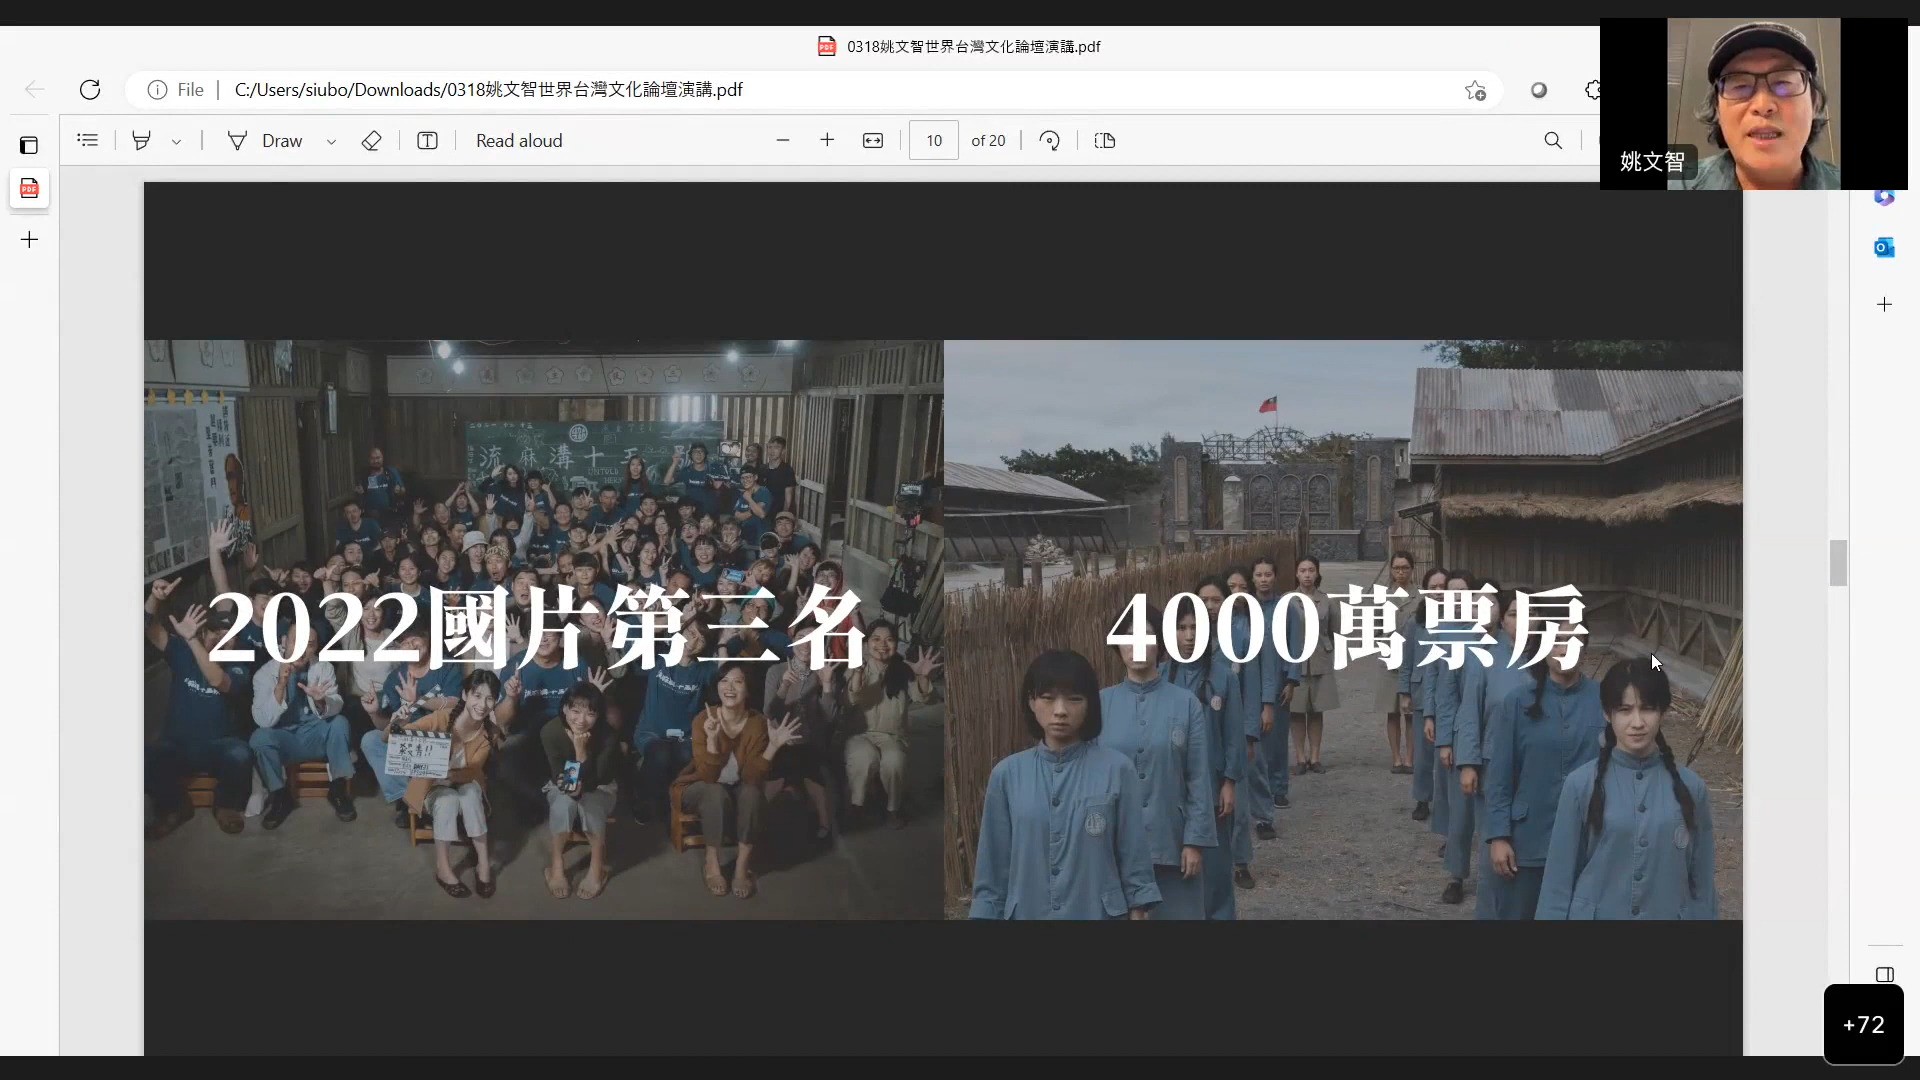 0318姚文智世界台灣文化論壇演講.pdf
File
C:/Users/siubo/Downloads/0318姚文智世界台灣文化論壇演講.pdf
Draw
Read aloud
10 of 20
姚文智
流麻溝十五號
UNTOLD
HERSTORY
2022國片第三名
4000萬票房
+72